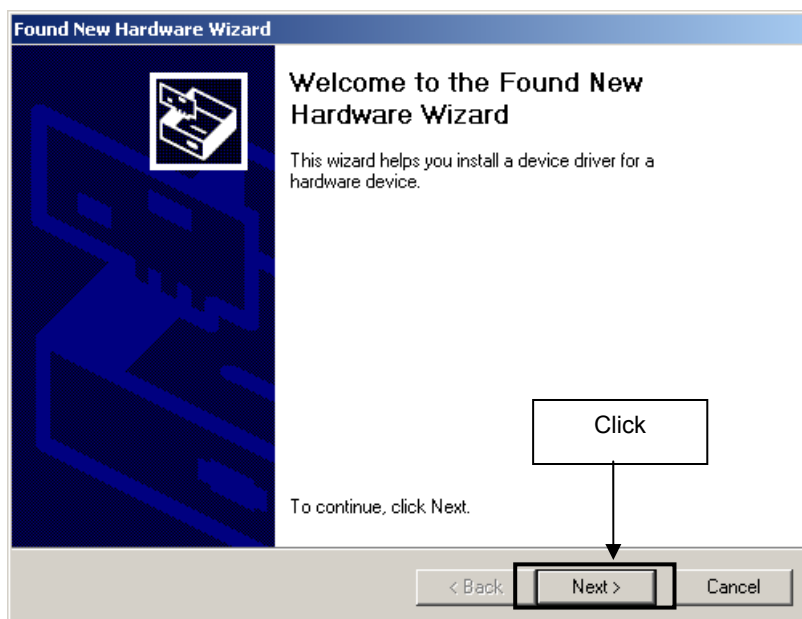 Found New Hardware Wizard
Welcome to the Found New
Hardware Wizard
This wizard helps you install a device driver for a
hardware device.
Click
To continue, click Next.
< Back
Next >
Cancel